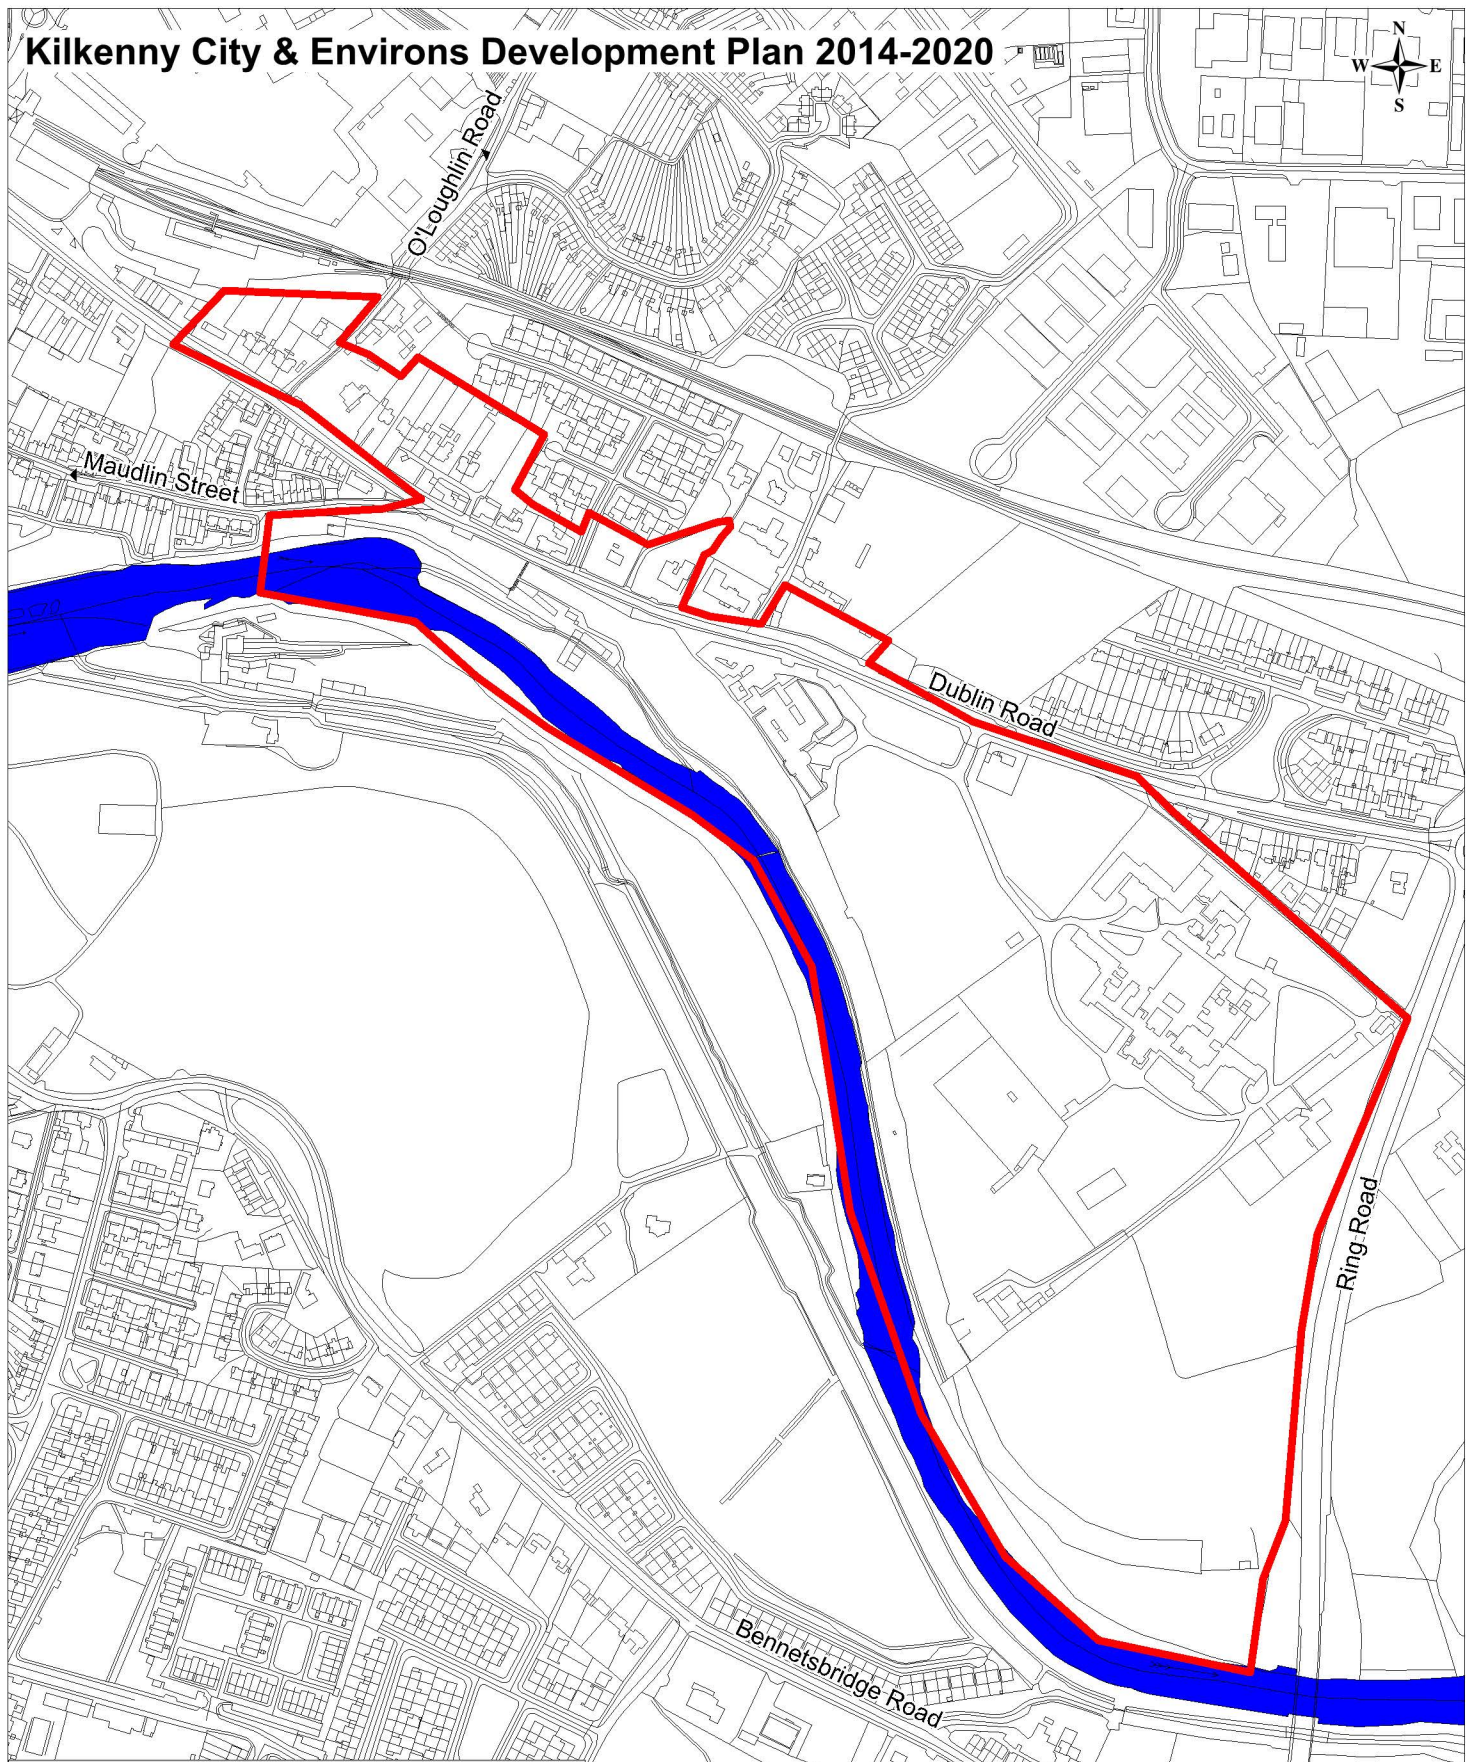 Kilkenny City & Environs Development Plan 2014-2020
N
W E
S
O'Loughlin Road
Maudlin Street
Dublin Road
Ring Road
Bennetsbridge Road